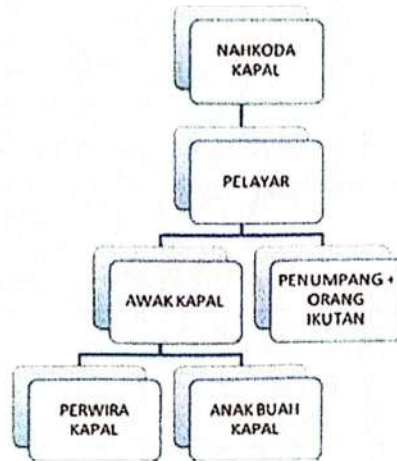 NAHKODA
KAPAL
PELAYAR
AWAK KAPAL
PENUMPANG +
ORANG
IKUTAN
PERWIRA
KAPAL
ANAK BUAH
KAPAL